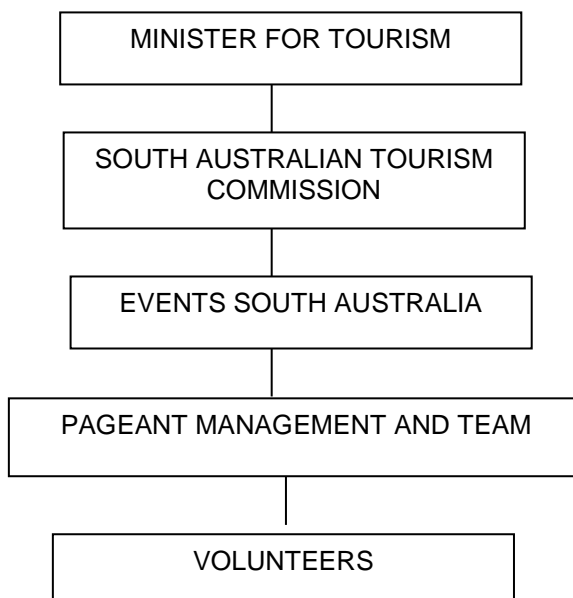 MINISTER FOR TOURISM
SOUTH AUSTRALIAN TOURISM
COMMISSION
EVENTS SOUTH AUSTRALIA
PAGEANT MANAGEMENT AND TEAM
VOLUNTEERS